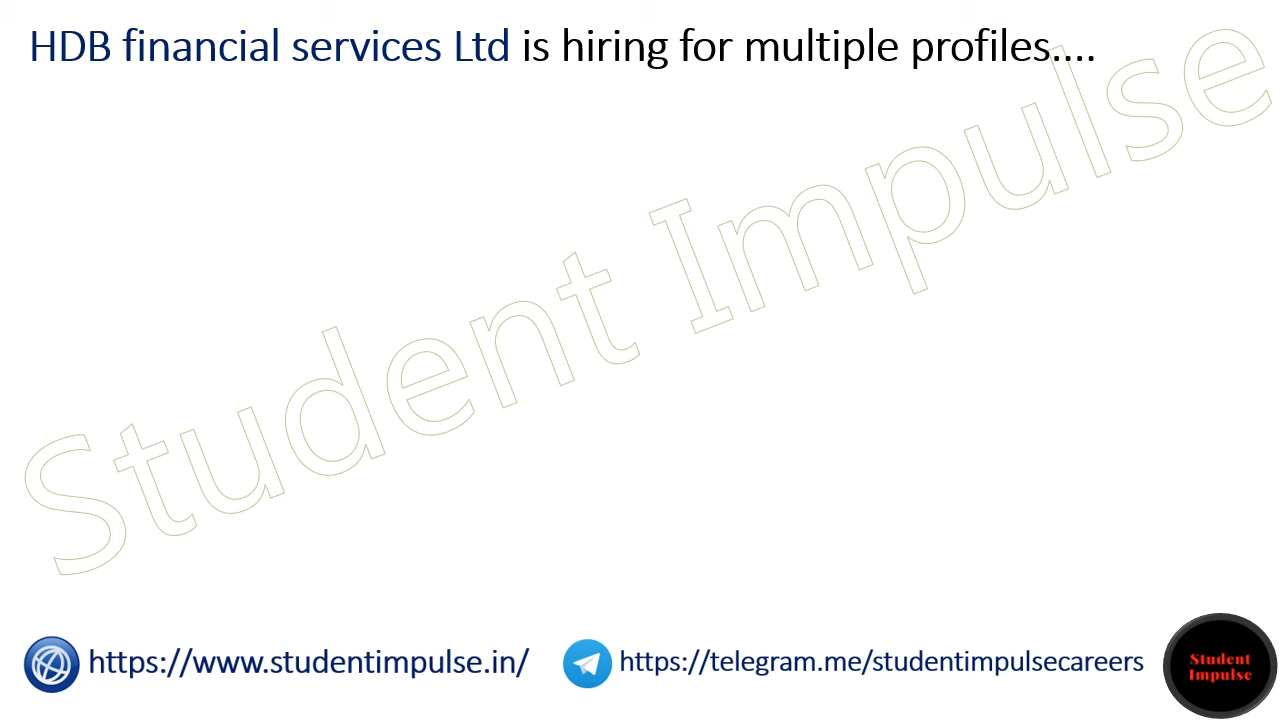 HDB financial services Ltd is hiring for multiple profiles....
Student Impulse
https://www.studentimpulse.in/
https://telegram.me/studentimpulsecareers
Student
Impulse